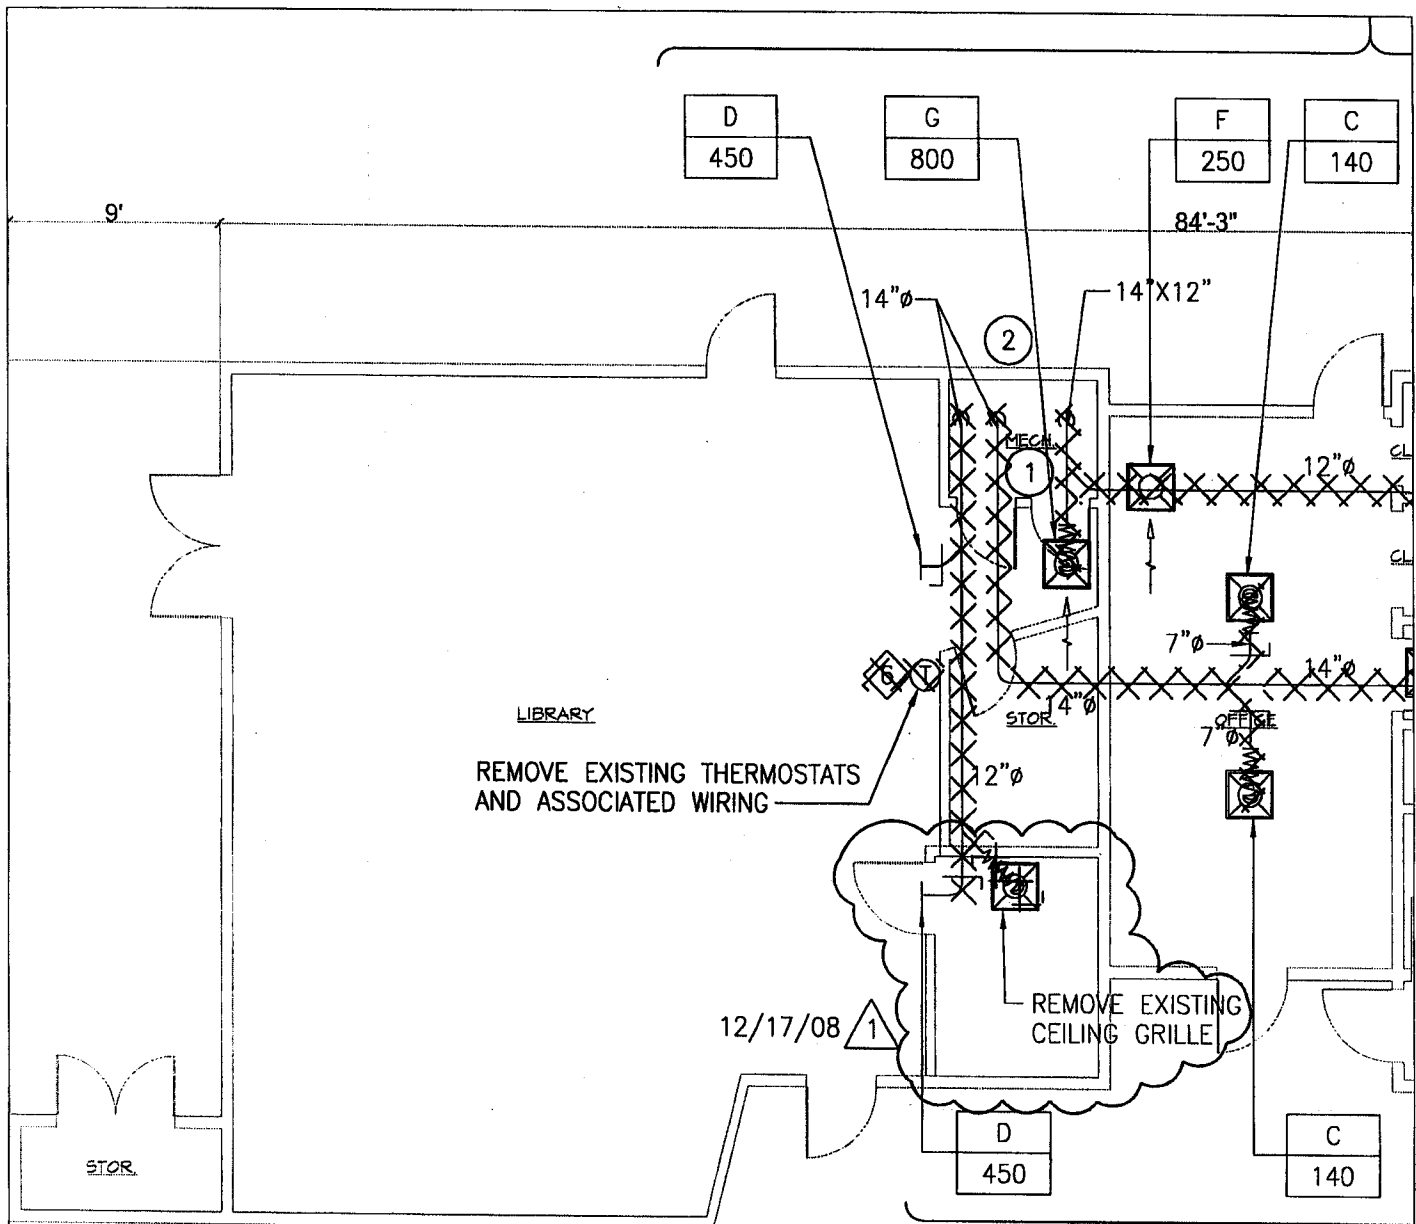 D
450
G
800
F
250
C
140
9'
84'-3"
14"ø
14"X12"
2
MECH.
1
12"ø
CL
CL
7"ø
14"ø
6
T
14"ø
LIBRARY
STOR.
OFFICE
7"ø
REMOVE EXISTING THERMOSTATS
AND ASSOCIATED WIRING
12"ø
REMOVE EXISTING
CEILING GRILLE
12/17/08
1
D
450
C
140
STOR.